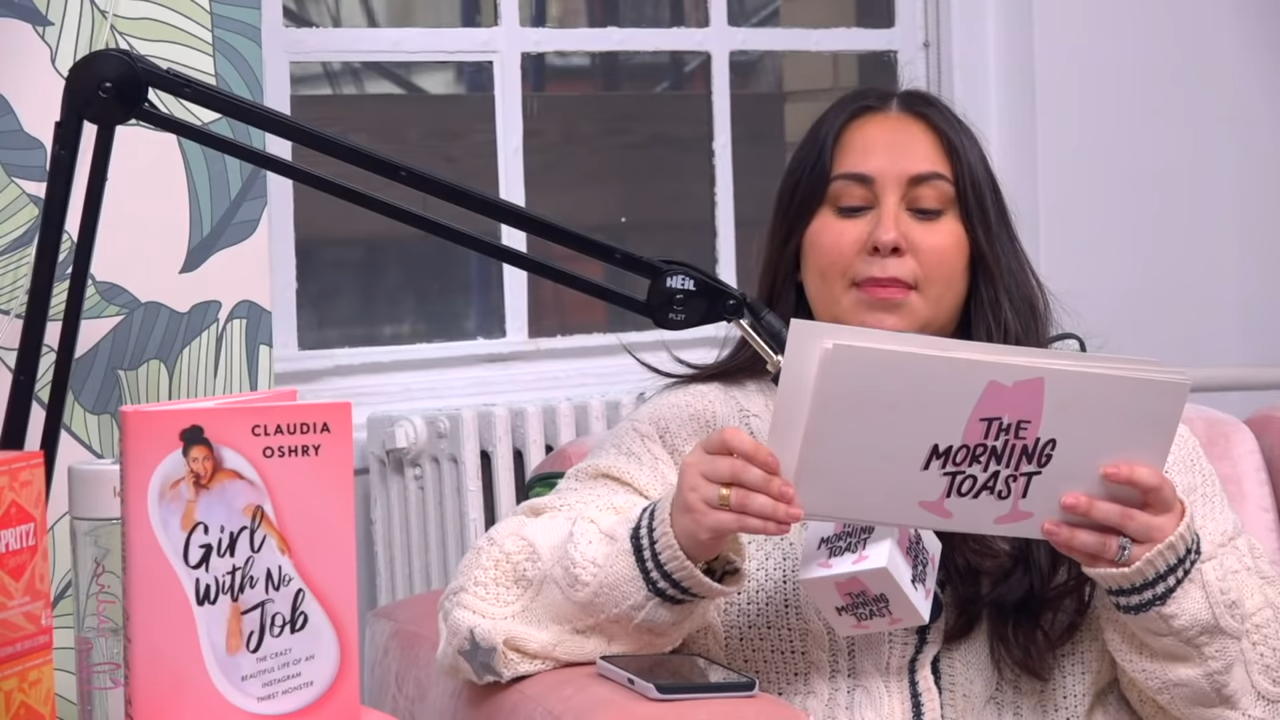 HEIL
PL2T
CLAUDIA
OSHRY
Girl
With No
Job
THE CRAZY
BEAUTIFUL LIFE OF AN
INSTAGRAM
THIRST MONSTER
SPRITZ
THE
MORNING
TOAST
MORNING
TOAST
THE
MORNING
TOAST